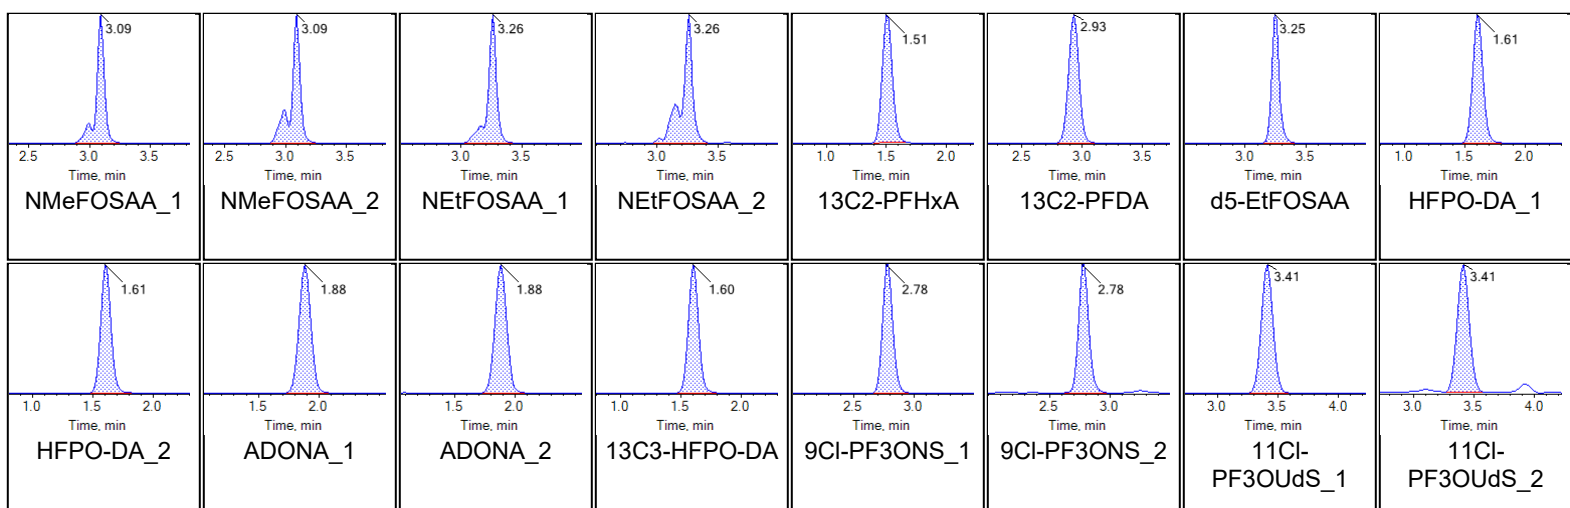 3.09 3.09 3.26 3.26 1.51 2.93 3.25 1.61
2.5 3.0 3.5 2.5 3.0 3.5 3.0 3.5 3.0 3.5 1.0 1.5 2.0 2.5 3.0 3.5 3.0 3.5 1.0 1.5 2.0
Time, min Time, min Time, min Time, min Time, min Time, min Time, min Time, min
NMeFOSAA_1 NMeFOSAA_2 NEtFOSAA_1 NEtFOSAA_2 13C2-PFHxA 13C2-PFDA d5-EtFOSAA HFPO-DA_1
1.61 1.88 1.88 1.60 2.78 2.78 3.41 3.41
1.0 1.5 2.0 1.5 2.0 1.5 2.0 1.0 1.5 2.0 2.5 3.0 2.5 3.0 3.0 3.5 4.0 3.0 3.5 4.0
Time, min Time, min Time, min Time, min Time, min Time, min Time, min Time, min
HFPO-DA_2 ADONA_1 ADONA_2 13C3-HFPO-DA 9Cl-PF3ONS_1 9Cl-PF3ONS_2 11Cl- 11Cl-
PF3OUdS_1 PF3OUdS_2